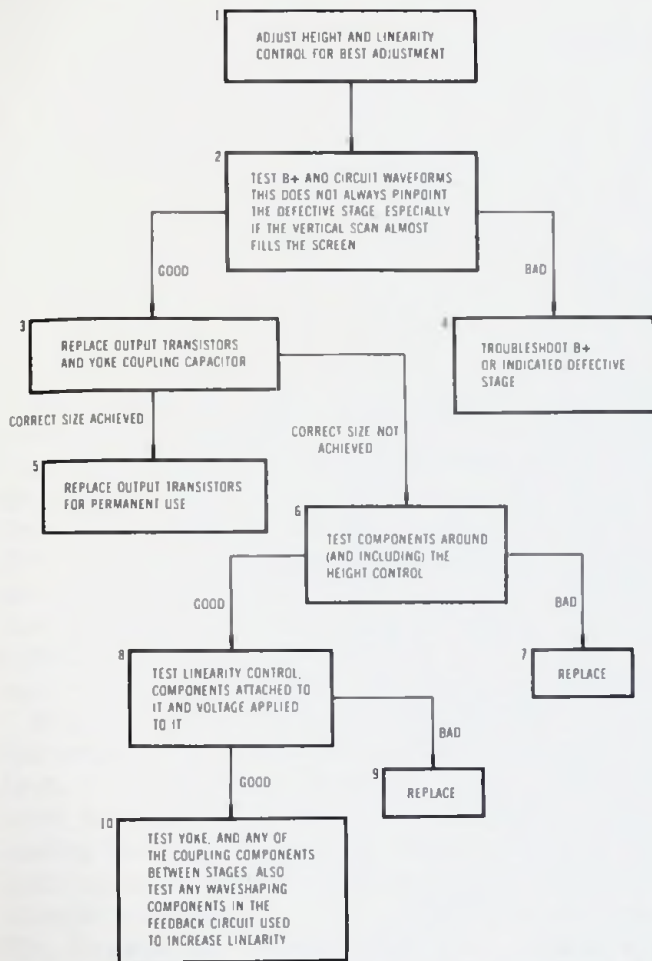 1
ADJUST HEIGHT AND LINEARITY
CONTROL FOR BEST ADJUSTMENT
2
TEST B+ AND CIRCUIT WAVEFORMS
THIS DOES NOT ALWAYS PINPOINT
THE DEFECTIVE STAGE, ESPECIALLY
IF THE VERTICAL SCAN ALMOST
FILLS THE SCREEN
GOOD
BAD
3
REPLACE OUTPUT TRANSISTORS
AND YOKE COUPLING CAPACITOR
4
TROUBLESHOOT B+
OR INDICATED DEFECTIVE
STAGE
CORRECT SIZE ACHIEVED
CORRECT SIZE NOT
ACHIEVED
5
REPLACE OUTPUT TRANSISTORS
FOR PERMANENT USE
6
TEST COMPONENTS AROUND
(AND INCLUDING) THE
HEIGHT CONTROL
GOOD
BAD
7
REPLACE
8
TEST LINEARITY CONTROL,
COMPONENTS ATTACHED TO
IT AND VOLTAGE APPLIED
TO IT
BAD
GOOD
9
REPLACE
10
TEST YOKE, AND ANY OF
THE COUPLING COMPONENTS
BETWEEN STAGES. ALSO
TEST ANY WAVESHAPING
COMPONENTS IN THE
FEEDBACK CIRCUIT USED
TO INCREASE LINEARITY